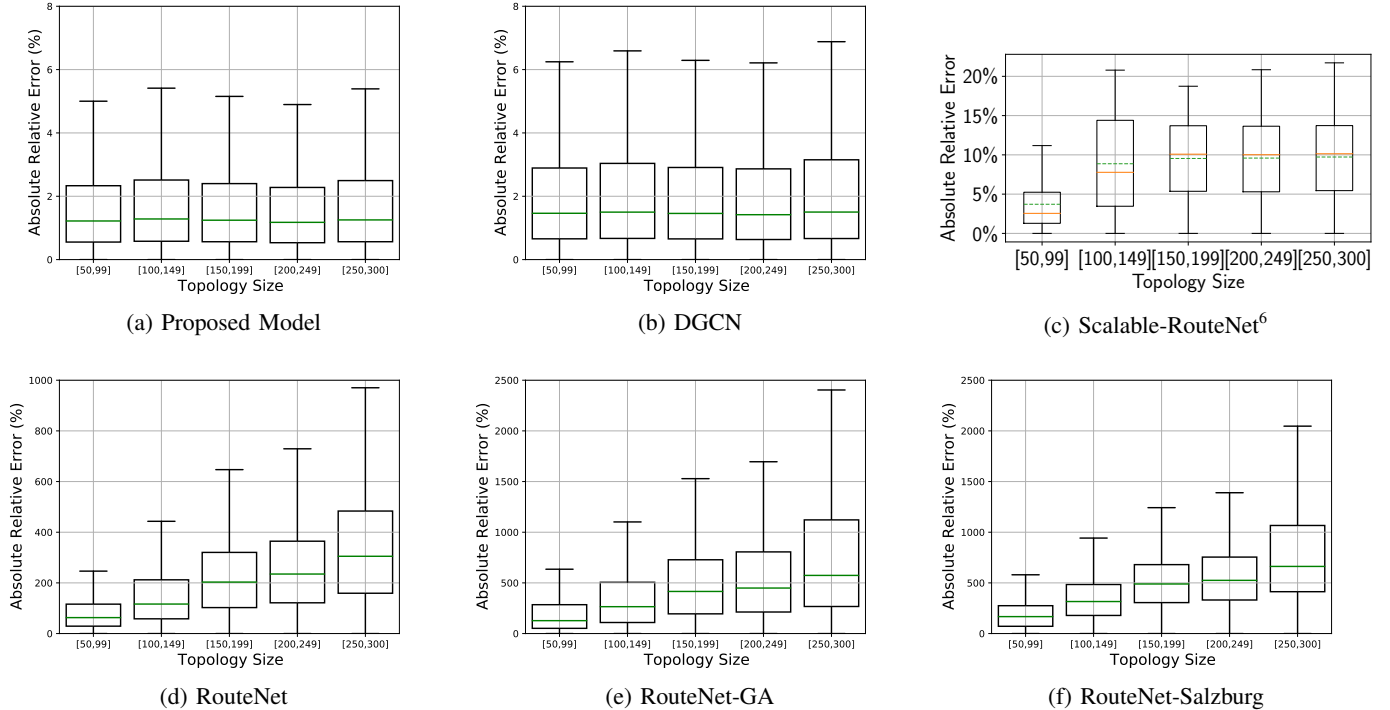 8
6
4
2
0
Absolute Relative Error (%)
[50,99] [100,149] [150,199] [200,249] [250,300]
Topology Size
(a) Proposed Model
8
6
4
2
0
Absolute Relative Error (%)
[50,99] [100,149] [150,199] [200,249] [250,300]
Topology Size
(b) DGCN
20%
15%
10%
5%
0%
Absolute Relative Error
[50,99] [100,149][150,199][200,249][250,300]
Topology Size
(c) Scalable-RouteNet⁶
1000
800
600
400
200
0
Absolute Relative Error (%)
[50,99] [100,149] [150,199] [200,249] [250,300]
Topology Size
(d) RouteNet
2500
2000
1500
1000
500
0
Absolute Relative Error (%)
[50,99] [100,149] [150,199] [200,249] [250,300]
Topology Size
(e) RouteNet-GA
2500
2000
1500
1000
500
0
Absolute Relative Error (%)
[50,99] [100,149] [150,199] [200,249] [250,300]
Topology Size
(f) RouteNet-Salzburg